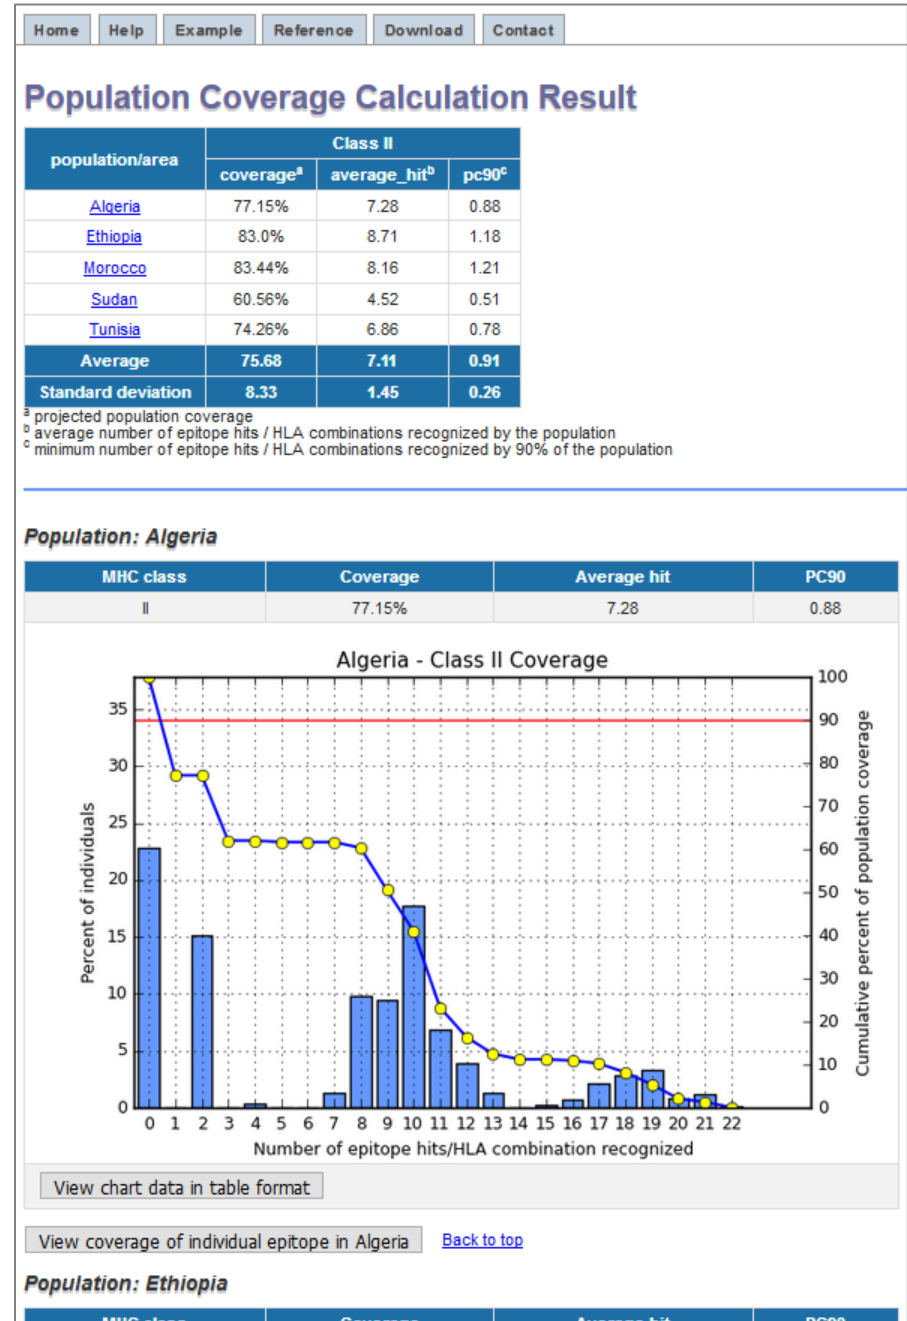 Home Help Example Reference Download Contact
Population Coverage Calculation Result
population/area Class II
coverageᵃ average_hitᵇ pc90ᶜ
Algeria 77.15% 7.28 0.88
Ethiopia 83.0% 8.71 1.18
Morocco 83.44% 8.16 1.21
Sudan 60.56% 4.52 0.51
Tunisia 74.26% 6.86 0.78
Average 75.68 7.11 0.91
Standard deviation 8.33 1.45 0.26
ᵃ projected population coverage
ᵇ average number of epitope hits / HLA combinations recognized by the population
ᶜ minimum number of epitope hits / HLA combinations recognized by 90% of the population
Population: Algeria
MHC class Coverage Average hit PC90
II 77.15% 7.28 0.88
Algeria - Class II Coverage
Percent of individuals
35
30
25
20
15
10
5
0
100
90
80
70
60
50
40
30
20
10
0
Cumulative percent of population coverage
0 1 2 3 4 5 6 7 8 9 10 11 12 13 14 15 16 17 18 19 20 21 22
Number of epitope hits/HLA combination recognized
View chart data in table format
View coverage of individual epitope in Algeria Back to top
Population: Ethiopia
MHC class Coverage Average hit PC90